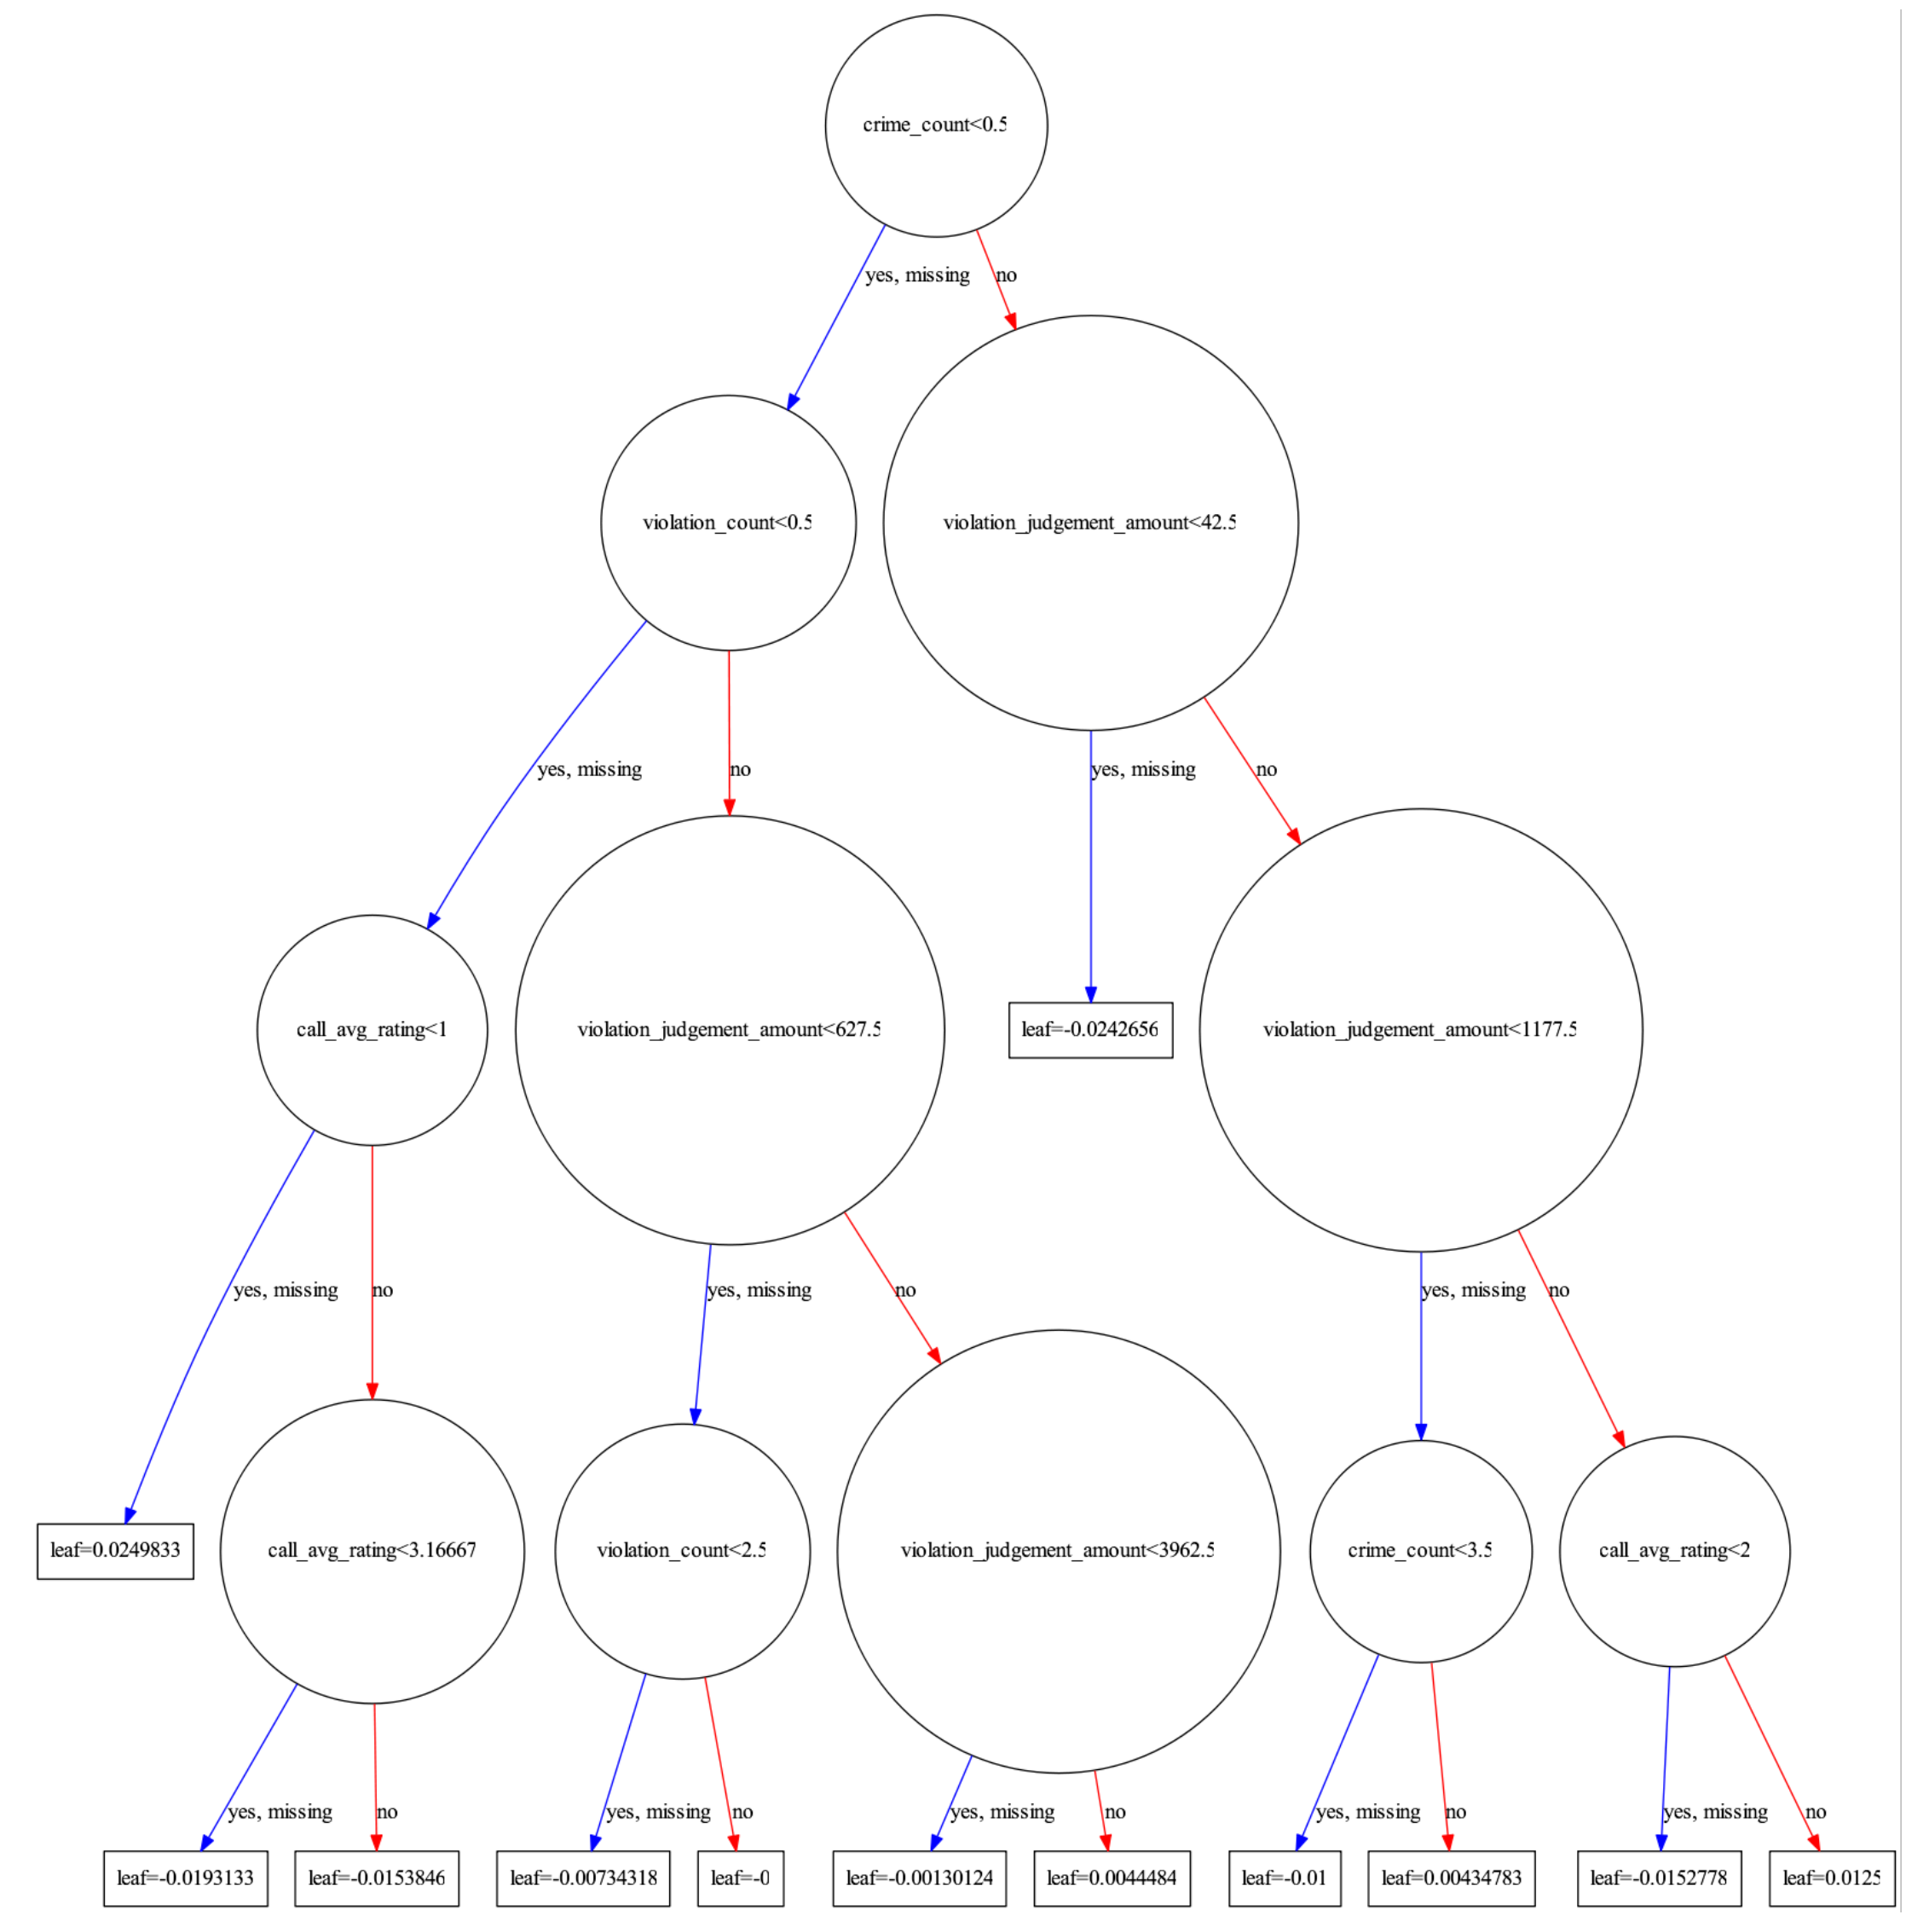 crime_count<0.5
yes, missing
no
violation_count<0.5
violation_judgement_amount<42.5
yes, missing
no
yes, missing
no
call_avg_rating<1
violation_judgement_amount<627.5
leaf=-0.0242656
violation_judgement_amount<1177.5
yes, missing
no
yes, missing
no
yes, missing
no
leaf=0.0249833
call_avg_rating<3.16667
violation_count<2.5
violation_judgement_amount<3962.5
crime_count<3.5
call_avg_rating<2
yes, missing
no
yes, missing
no
yes, missing
no
yes, missing
no
yes, missing
no
leaf=-0.0193133
leaf=-0.0153846
leaf=-0.00734318
leaf=-0
leaf=-0.00130124
leaf=0.0044484
leaf=-0.01
leaf=0.00434783
leaf=-0.0152778
leaf=0.0125